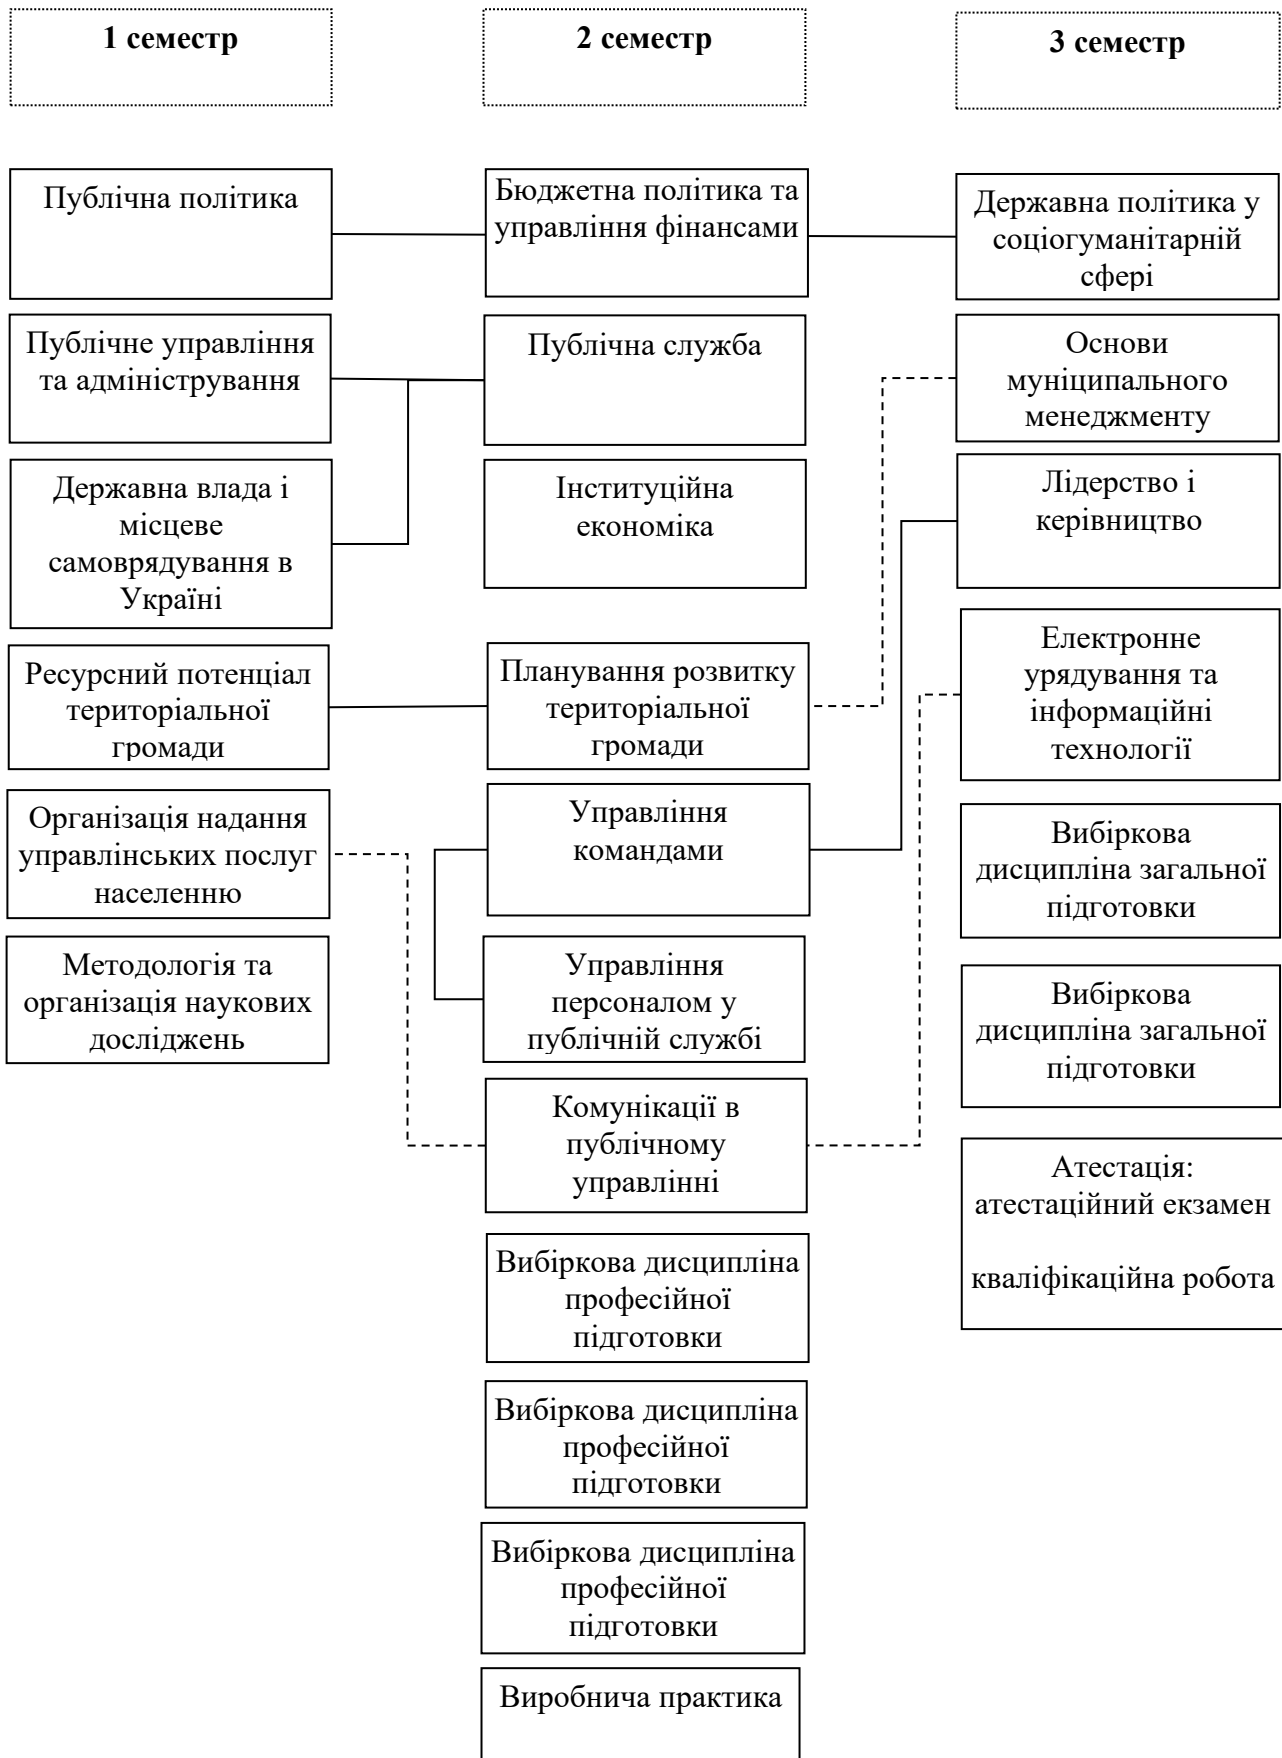 1 семестр
2 семестр
3 семестр
Публічна політика
Бюджетна політика та
управління фінансами
Державна політика у
соціогуманітарній
сфері
Публічне управління
та адміністрування
Публічна служба
Основи
муніципального
менеджменту
Державна влада і
місцеве
самоврядування в
Україні
Інституційна
економіка
Лідерство і
керівництво
Ресурсний потенціал
територіальної
громади
Планування розвитку
територіальної
громади
Електронне
урядування та
інформаційні
технології
Організація надання
управлінських послуг
населенню
Управління
командами
Вибіркова
дисципліна загальної
підготовки
Методологія та
організація наукових
досліджень
Управління
персоналом у
публічній службі
Вибіркова
дисципліна загальної
підготовки
Комунікації в
публічному
управлінні
Атестація:
атестаційний екзамен
кваліфікаційна робота
Вибіркова дисципліна
професійної
підготовки
Вибіркова дисципліна
професійної
підготовки
Вибіркова дисципліна
професійної
підготовки
Виробнича практика